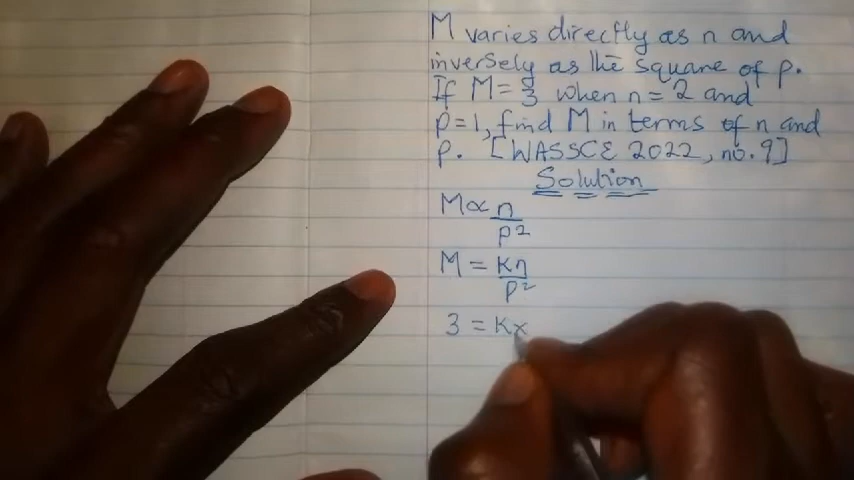 M varies directly as n and
inversely as the square of p.
If M = 3 when n = 2 and
p = 1, find M in terms of n and
p. [WASSCE 2022, no. 9]
Solution
M ∝ n
p²
M = Kn
p²
3 = K×